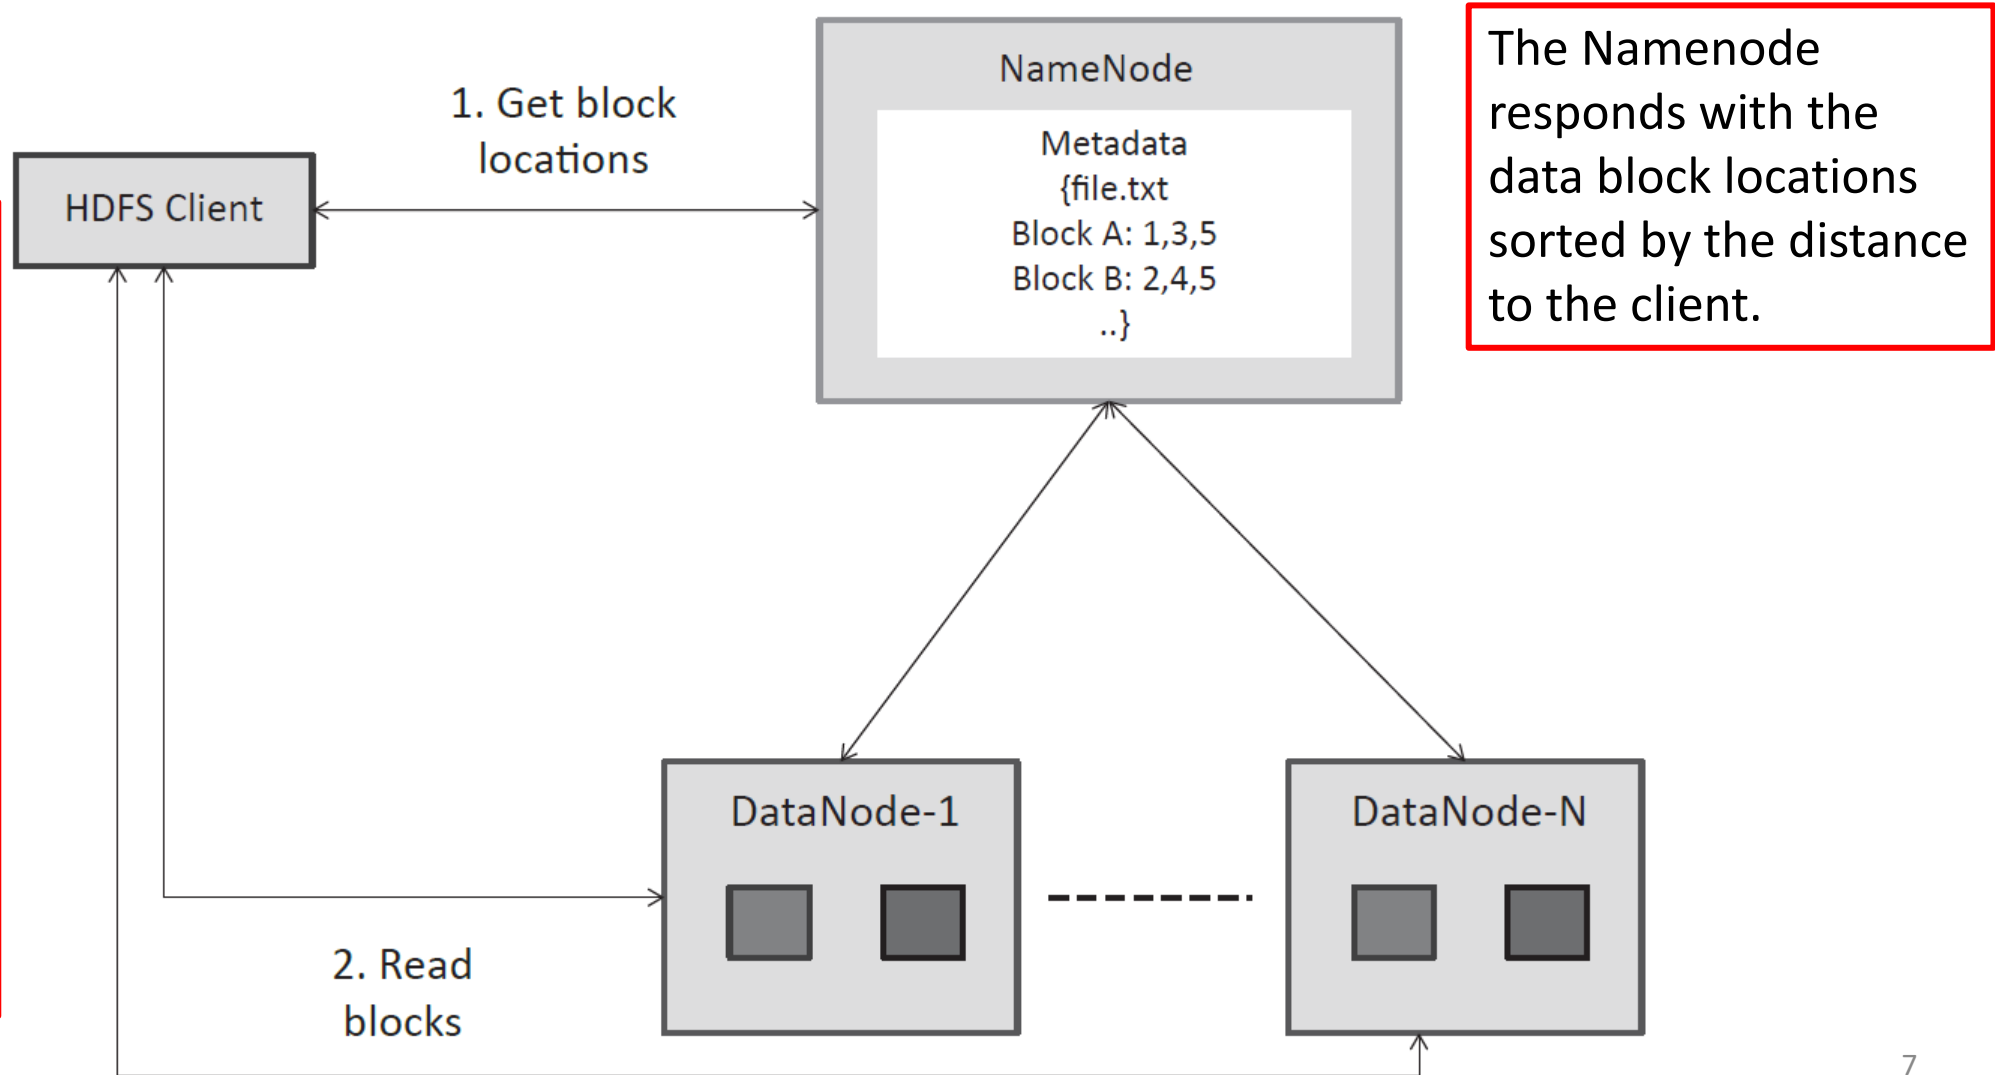 1. Get block
locations
HDFS Client
NameNode
Metadata
{file.txt
Block A: 1,3,5
Block B: 2,4,5
..}
The Namenode
responds with the
data block locations
sorted by the distance
to the client.
DataNode-1
DataNode-N
2. Read
blocks
7